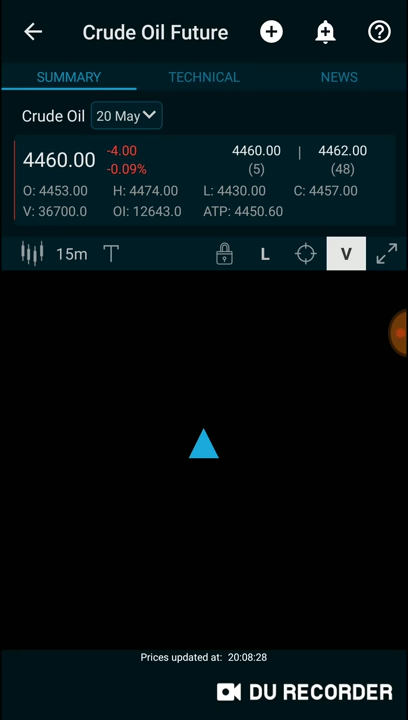 Crude Oil Future
SUMMARY TECHNICAL NEWS
Crude Oil 20 May
4460.00 -4.00 4460.00 | 4462.00
-0.09% (5) (48)
O: 4453.00 H: 4474.00 L: 4430.00 C: 4457.00
V: 36700.0 OI: 12643.0 ATP: 4450.60
15m T L V
Prices updated at: 20:08:28
DU RECORDER